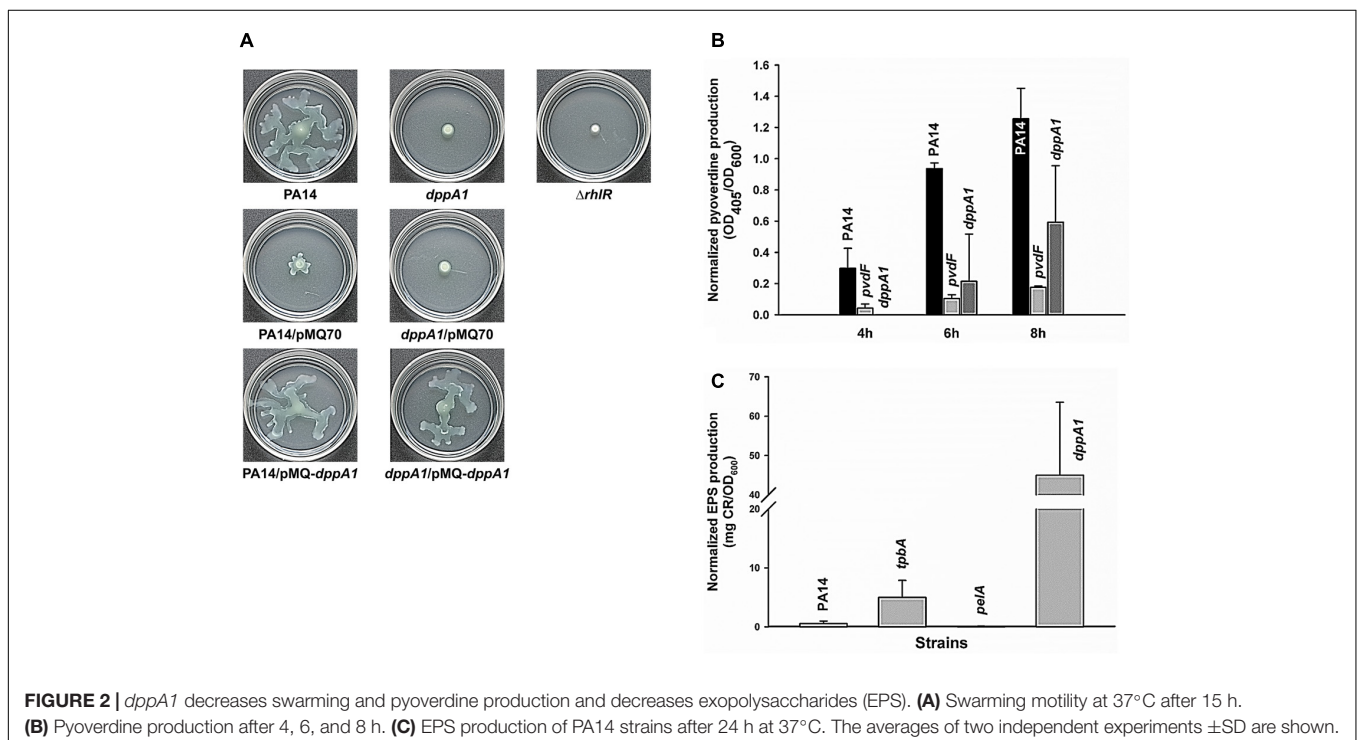 A
PA14
dppA1
ΔrhlR
PA14/pMQ70
dppA1/pMQ70
PA14/pMQ-dppA1
dppA1/pMQ-dppA1
B
Normalized pyoverdine production
(OD405/OD600)
1.6
1.4
1.2
1.0
0.8
0.6
0.4
0.2
0.0
PA14
pvdF
dppA1
PA14
pvdF
dppA1
PA14
pvdF
dppA1
4h
6h
8h
C
Normalized EPS production
(mg CR/OD600)
70
60
50
40
20
10
0
PA14
tpbA
pelA
dppA1
Strains
FIGURE 2 | dppA1 decreases swarming and pyoverdine production and decreases exopolysaccharides (EPS). (A) Swarming motility at 37°C after 15 h.
(B) Pyoverdine production after 4, 6, and 8 h. (C) EPS production of PA14 strains after 24 h at 37°C. The averages of two independent experiments ±SD are shown.